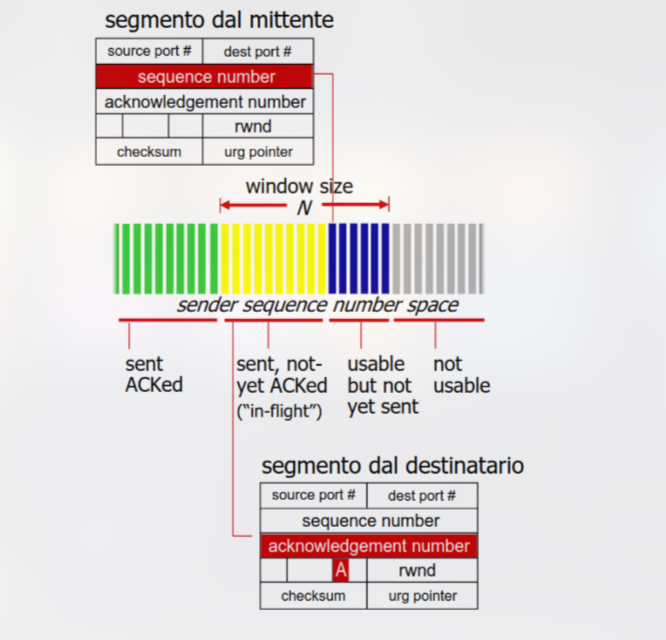 segmento dal mittente
source port # dest port #
sequence number
acknowledgement number
rwnd
checksum urg pointer
window size
N
sender sequence number space
sent
ACKed
sent, not-
yet ACKed
("in-flight")
usable
but not
yet sent
not
usable
segmento dal destinatario
source port # dest port #
sequence number
acknowledgement number
A rwnd
checksum urg pointer